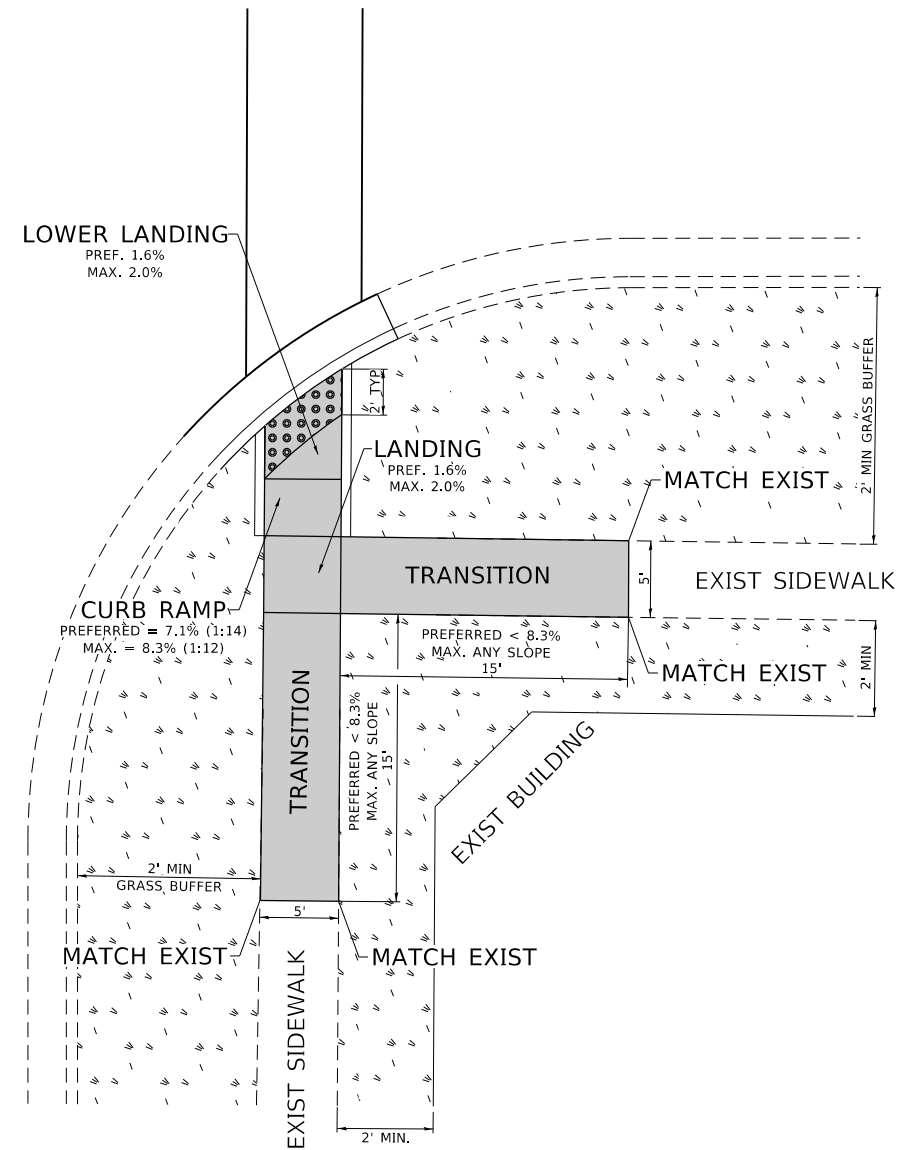 LOWER LANDING
PREF. 1.6%
MAX. 2.0%
2' TYP
2' MIN GRASS BUFFER
LANDING
PREF. 1.6%
MAX. 2.0%
MATCH EXIST
TRANSITION
5'
EXIST SIDEWALK
CURB RAMP
PREFERRED = 7.1% (1:14)
MAX. = 8.3% (1:12)
PREFERRED < 8.3%
MAX. ANY SLOPE
15'
MATCH EXIST
2' MIN
TRANSITION
PREFERRED < 8.3%
MAX. ANY SLOPE
15'
EXIST BUILDING
2' MIN
GRASS BUFFER
5'
MATCH EXIST
MATCH EXIST
EXIST SIDEWALK
2' MIN.